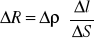 ΔR = Δρ Δl/ΔS